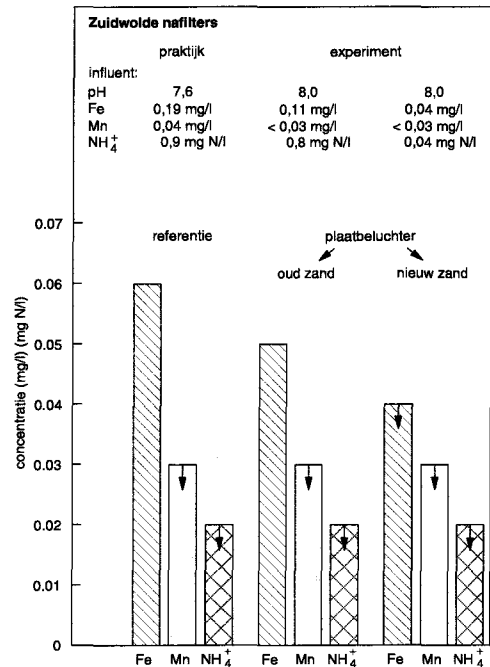 Zuidwolde nafilters
praktijk experiment
influent:
pH 7,6 8,0 8,0
Fe 0,19 mg/l 0,11 mg/l 0,04 mg/l
Mn 0,04 mg/l < 0,03 mg/l < 0,03 mg/l
NH₄⁺ 0,9 mg N/l 0,8 mg N/l 0,04 mg N/l
referentie plaatbeluchter
oud zand nieuw zand
concentratie (mg/l) (mg N/l)
0.07
0.06
0.05
0.04
0.03
0.02
0.01
0
Fe Mn NH₄⁺ Fe Mn NH₄⁺ Fe Mn NH₄⁺